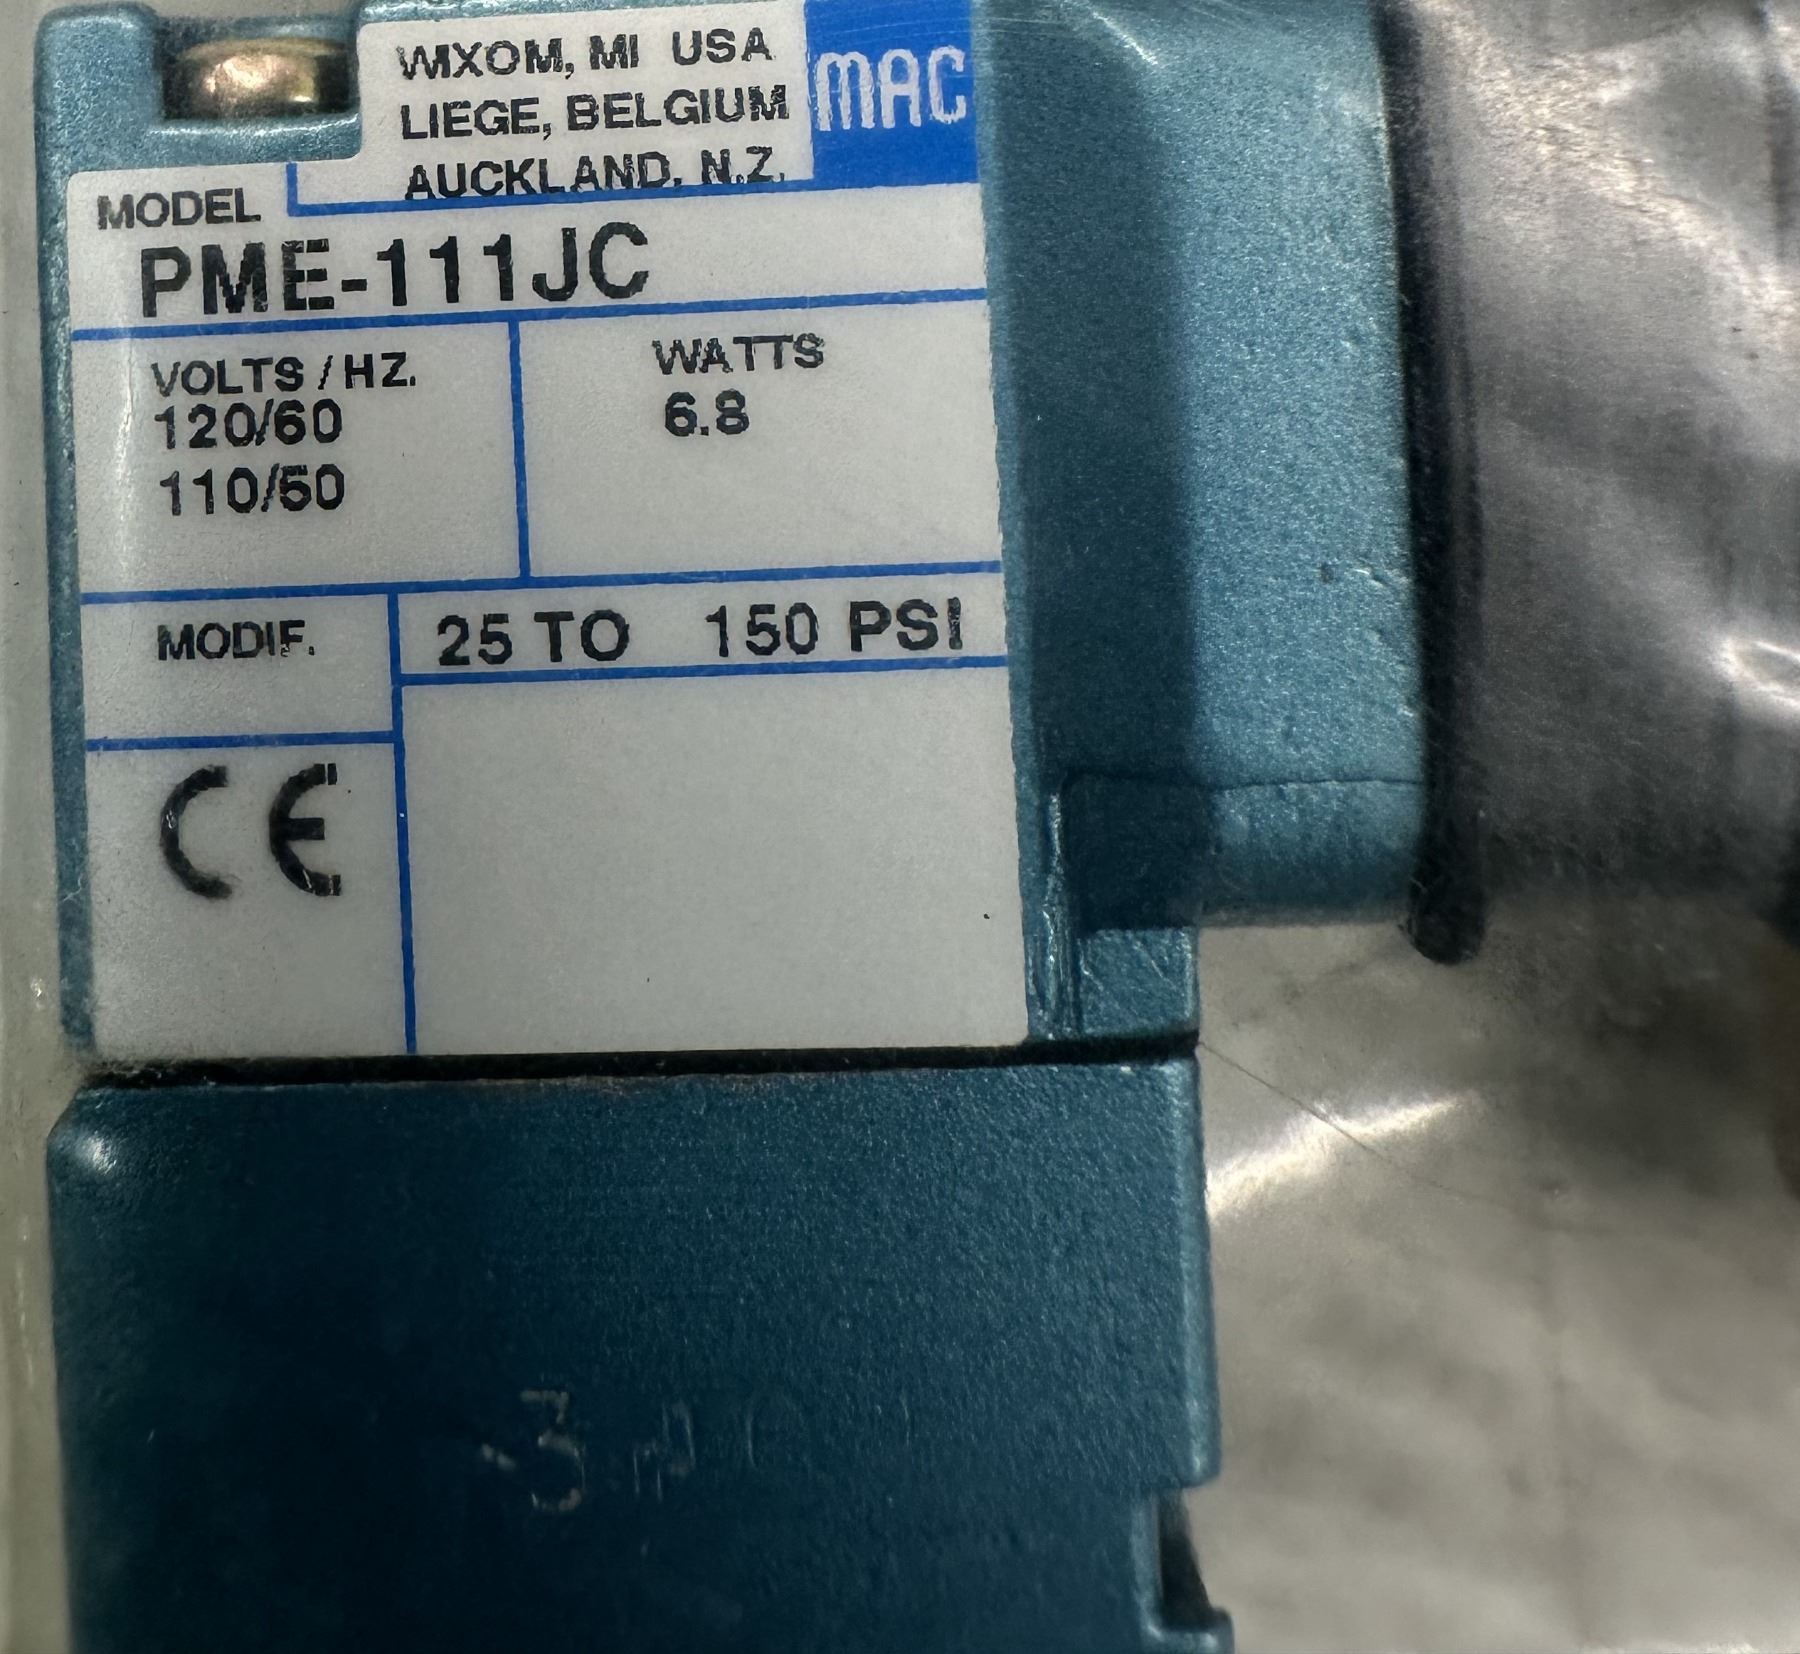 WIXOM, MI USA
LIEGE, BELGIUM
AUCKLAND, N.Z.
MAC
MODEL
PME-111JC
VOLTS / HZ.
120/60
110/50
WATTS
6.8
MODIF.
25 TO 150 PSI
CE